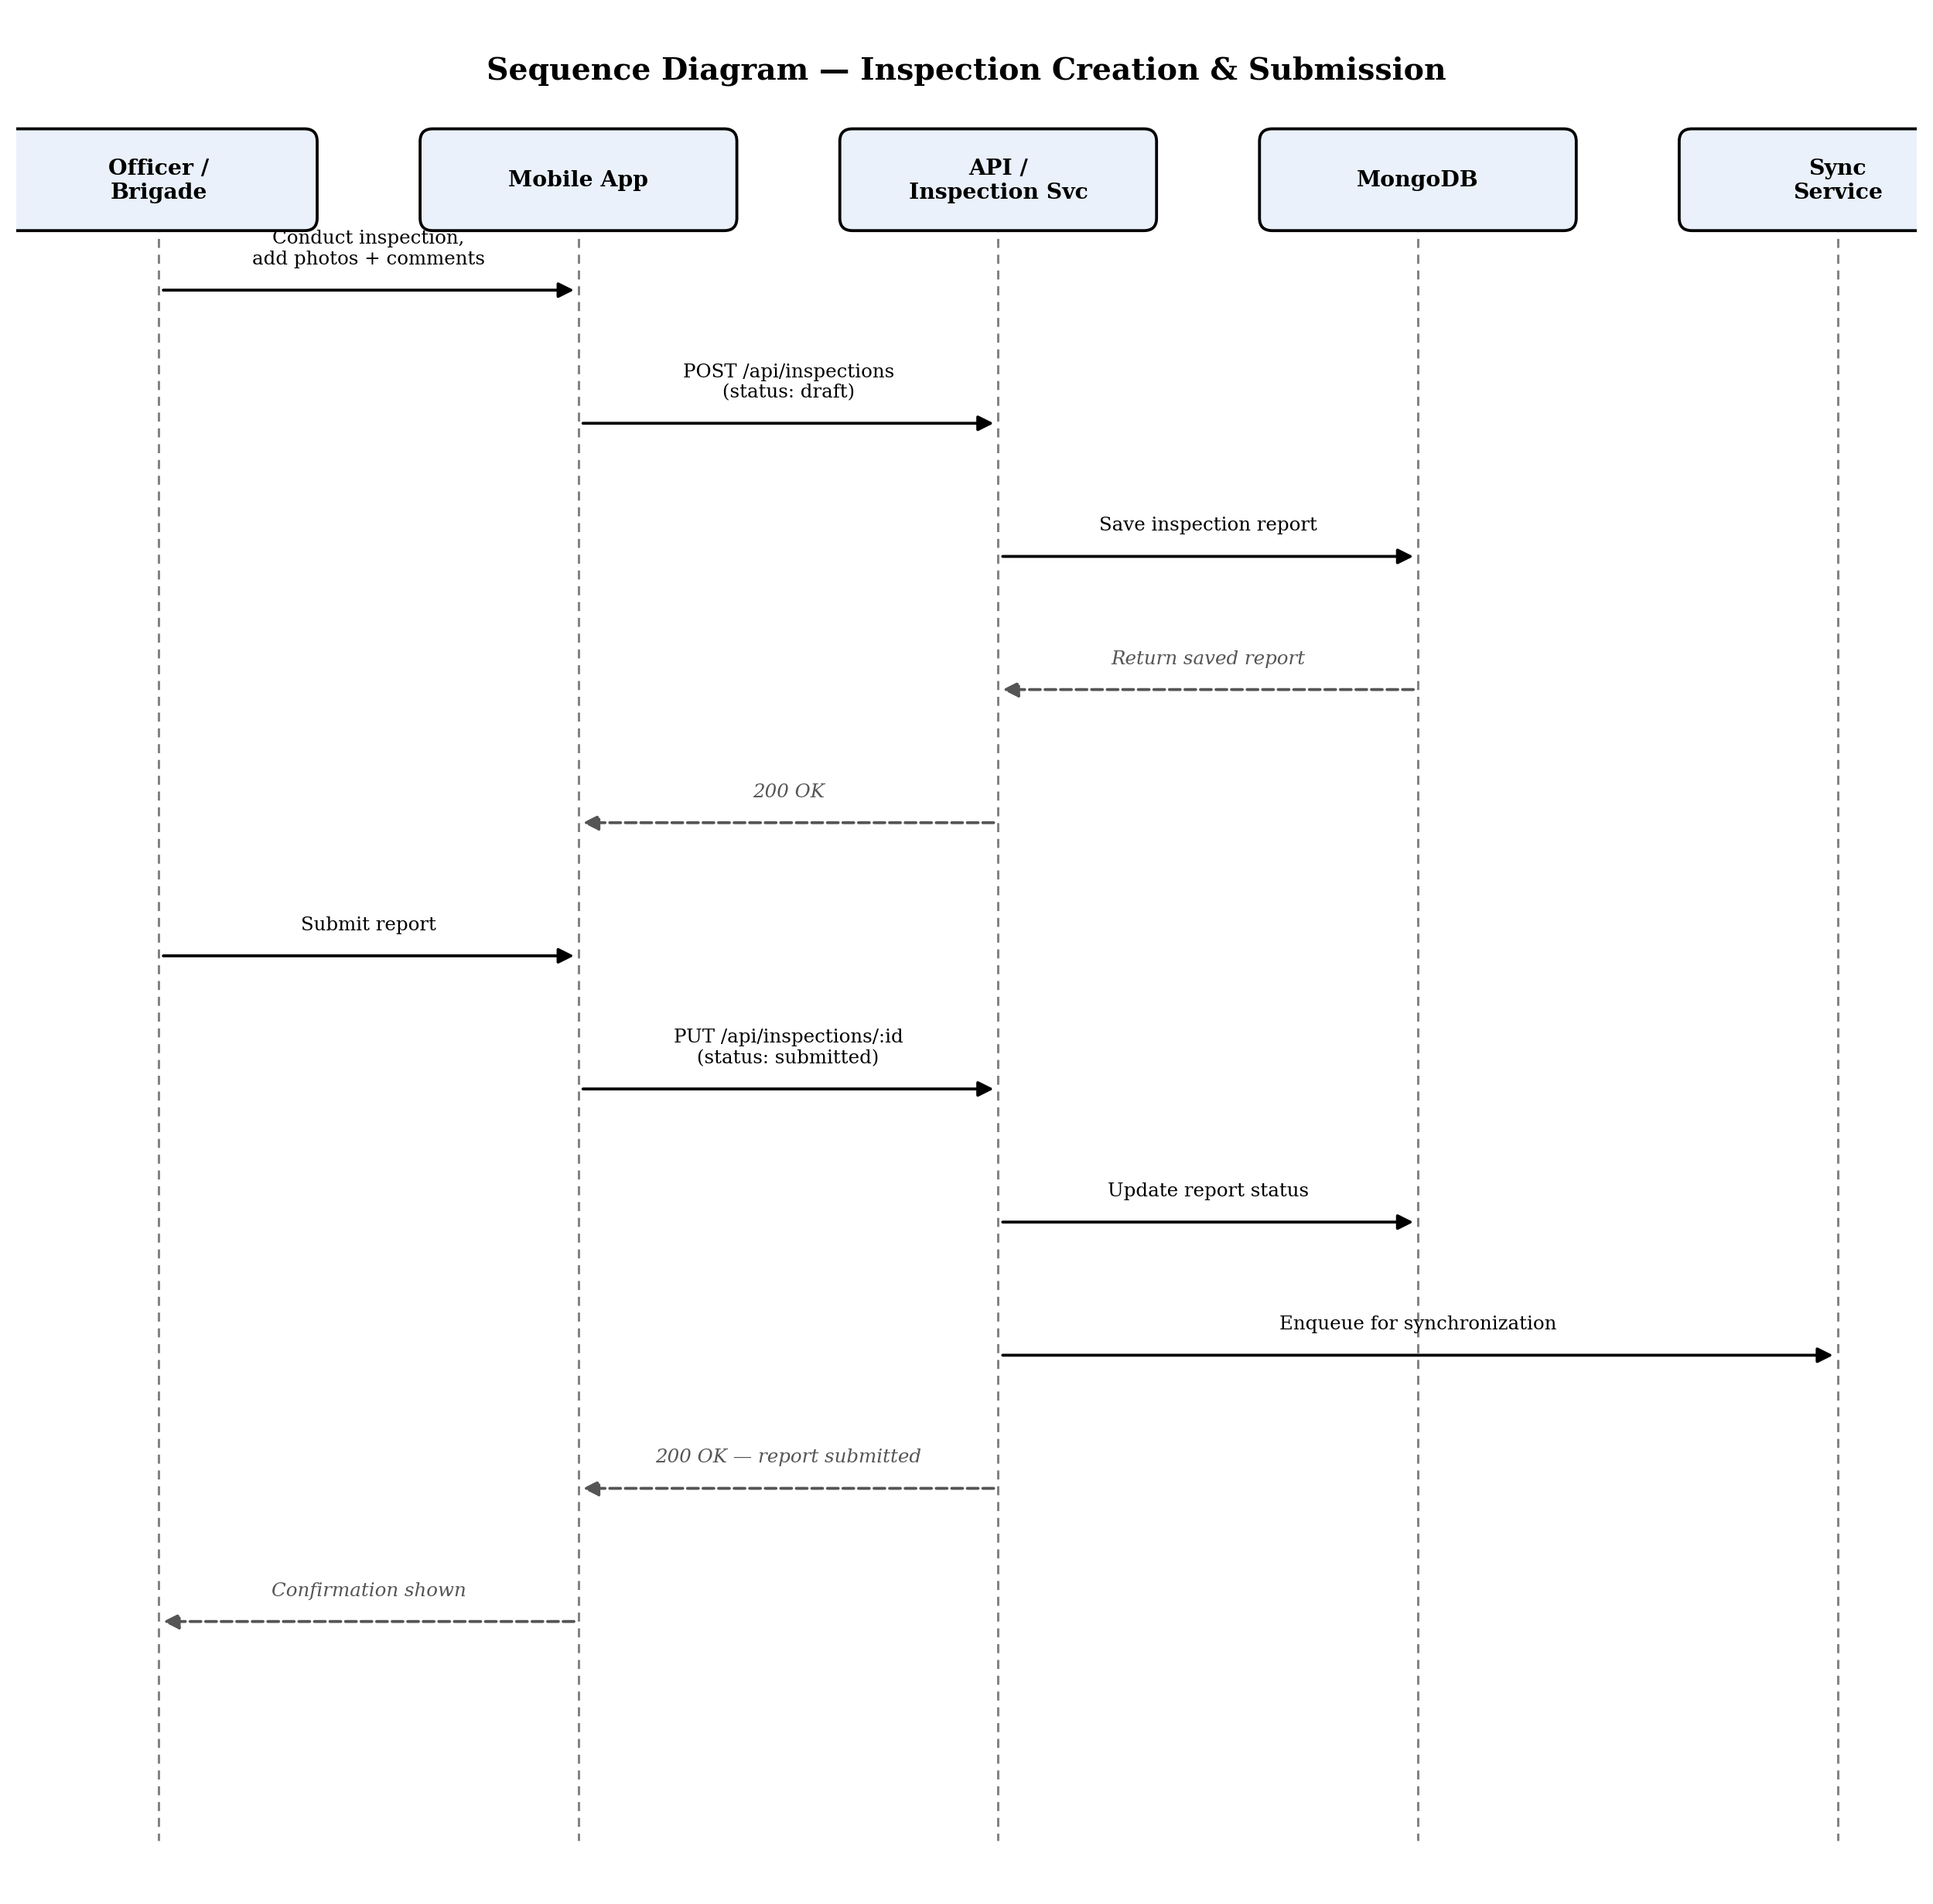 Sequence Diagram — Inspection Creation & Submission
Officer /
Brigade
Mobile App
API /
Inspection Svc
MongoDB
Sync
Service
Conduct inspection,
add photos + comments
POST /api/inspections
(status: draft)
Save inspection report
Return saved report
200 OK
Submit report
PUT /api/inspections/:id
(status: submitted)
Update report status
Enqueue for synchronization
200 OK — report submitted
Confirmation shown